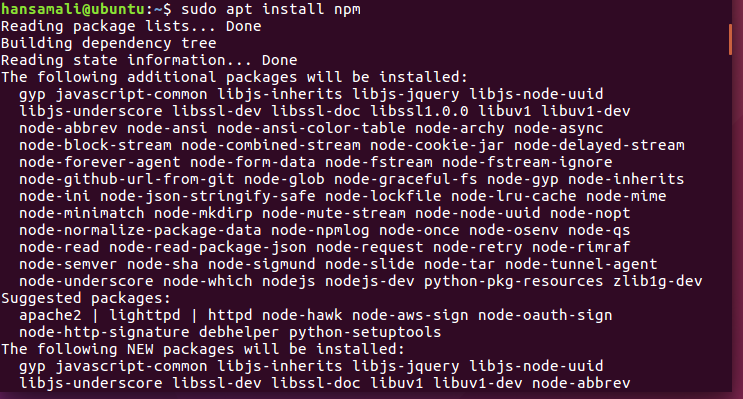 hansamali@ubuntu:~$ sudo apt install npm
Reading package lists... Done
Building dependency tree
Reading state information... Done
The following additional packages will be installed:
  gyp javascript-common libjs-inherits libjs-jquery libjs-node-uuid
  libjs-underscore libssl-dev libssl-doc libssl1.0.0 libuv1 libuv1-dev
  node-abbrev node-ansi node-ansi-color-table node-archy node-async
  node-block-stream node-combined-stream node-cookie-jar node-delayed-stream
  node-forever-agent node-form-data node-fstream node-fstream-ignore
  node-github-url-from-git node-glob node-graceful-fs node-gyp node-inherits
  node-ini node-json-stringify-safe node-lockfile node-lru-cache node-mime
  node-minimatch node-mkdirp node-mute-stream node-node-uuid node-nopt
  node-normalize-package-data node-npmlog node-once node-osenv node-qs
  node-read node-read-package-json node-request node-retry node-rimraf
  node-semver node-sha node-sigmund node-slide node-tar node-tunnel-agent
  node-underscore node-which nodejs nodejs-dev python-pkg-resources zlib1g-dev
Suggested packages:
  apache2 | lighttpd | httpd node-hawk node-aws-sign node-oauth-sign
  node-http-signature debhelper python-setuptools
The following NEW packages will be installed:
  gyp javascript-common libjs-inherits libjs-jquery libjs-node-uuid
  libjs-underscore libssl-dev libssl-doc libuv1 libuv1-dev node-abbrev